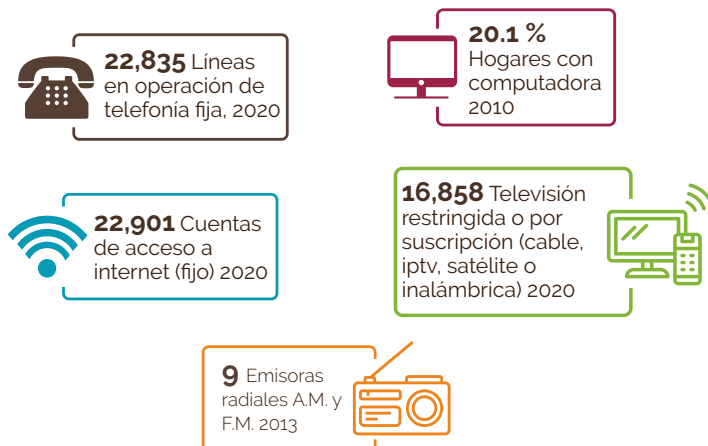 22,835 Líneas
en operación de
telefonía fija, 2020
20.1 %
Hogares con
computadora
2010
22,901 Cuentas
de acceso a
internet (fijo) 2020
16,858 Televisión
restringida o por
suscripción (cable,
iptv, satélite o
inalámbrica) 2020
9 Emisoras
radiales A.M. y
F.M. 2013